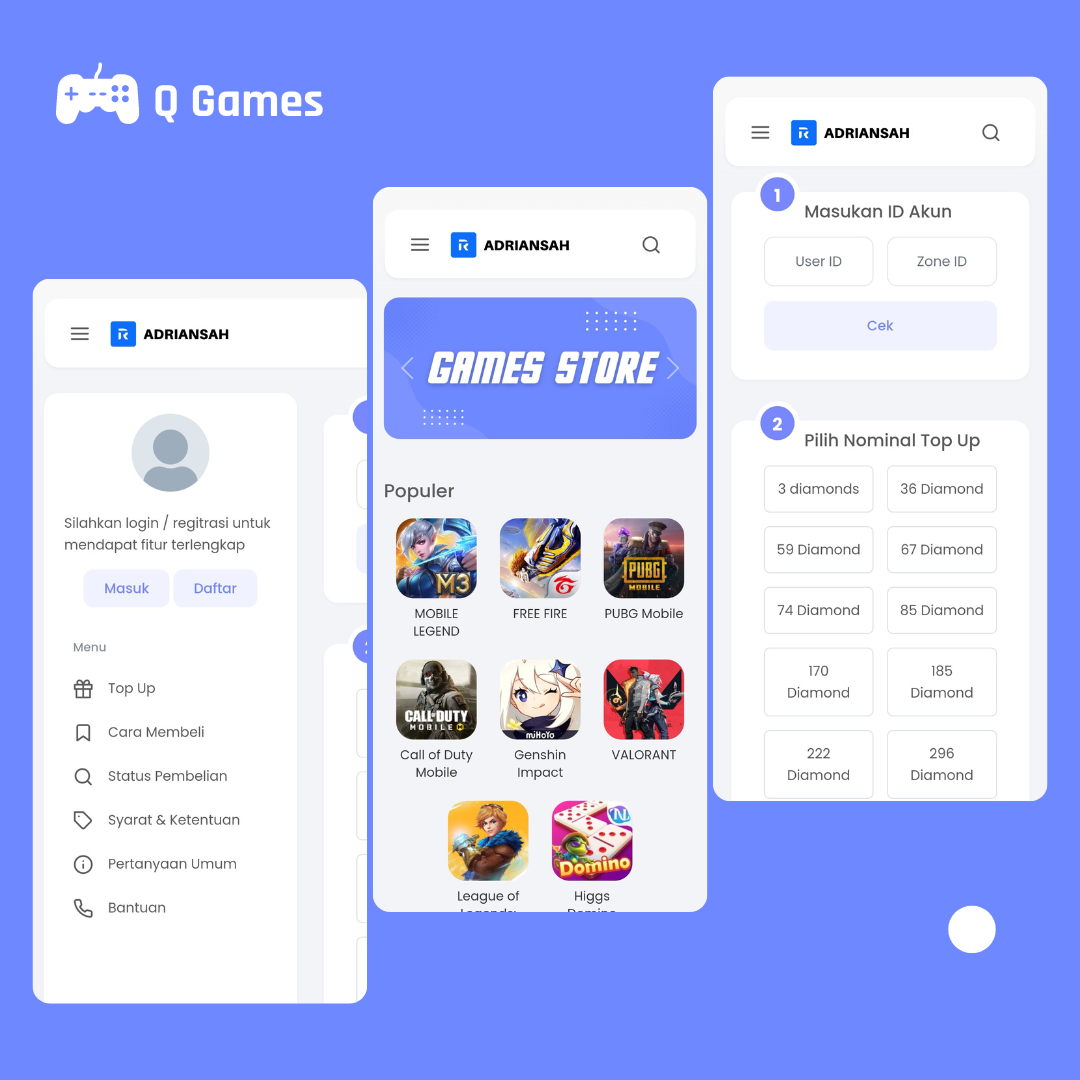 Q Games
ADRIANSAH
Silahkan login / regitrasi untuk
mendapat fitur terlengkap
Masuk
Daftar
Menu
Top Up
Cara Membeli
Status Pembelian
Syarat & Ketentuan
Pertanyaan Umum
Bantuan
ADRIANSAH
GAMES STORE
Populer
M3
MOBILE
LEGEND
FREE FIRE
PUBG
MOBILE
PUBG Mobile
CALL OF DUTY
MOBILE
Call of Duty
Mobile
miHoYo
Genshin
Impact
VALORANT
League of
Legends:
Domino
Higgs
Domino
ADRIANSAH
1
Masukan ID Akun
User ID
Zone ID
Cek
2
Pilih Nominal Top Up
3 diamonds
36 Diamond
59 Diamond
67 Diamond
74 Diamond
85 Diamond
170
Diamond
185
Diamond
222
Diamond
296
Diamond